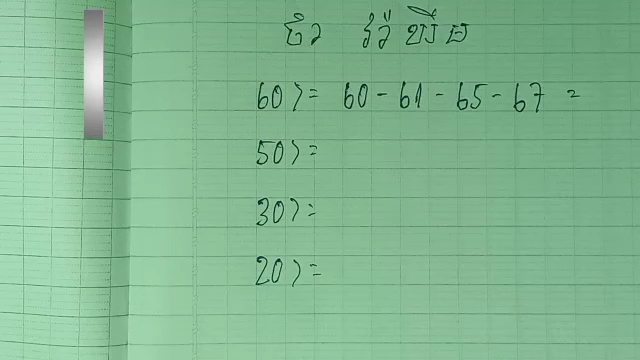 60 ) = 60 - 61 - 65 - 67 =
50 ) =
30 ) =
20 ) =